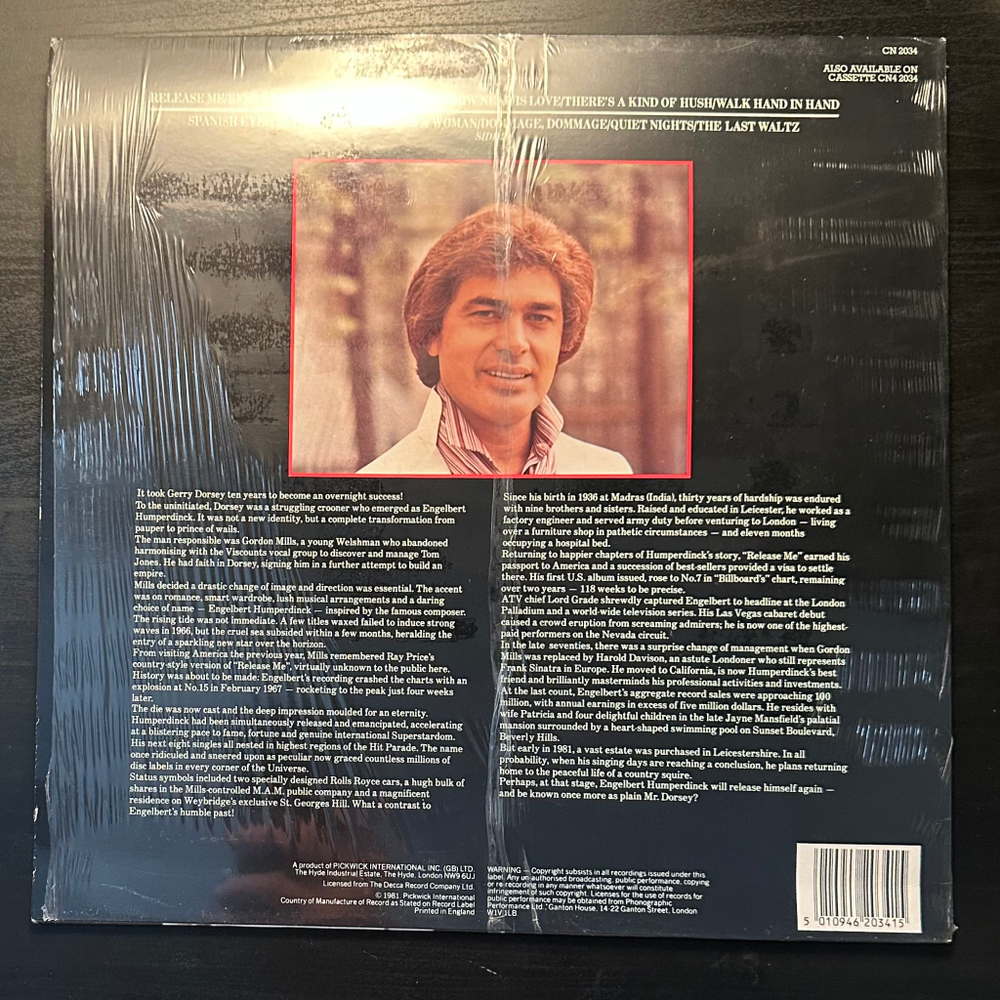 CN 2034
ALSO AVAILABLE ON
CASSETTE CN4 2034
RELEASE ME/ IS LOVE/THERE'S A KIND OF HUSH/WALK HAND IN HAND
SPANISH EYES WOMAN/DOMMAGE, DOMMAGE/QUIET NIGHTS/THE LAST WALTZ
It took Gerry Dorsey ten years to become an overnight success!
To the uninitiated, Dorsey was a struggling crooner who emerged as Engelbert
Humperdinck. It was not a new identity, but a complete transformation from
pauper to prince of wails.
The man responsible was Gordon Mills, a young Welshman who abandoned
harmonising with the Viscounts vocal group to discover and manage Tom
Jones. He had faith in Dorsey, signing him in a further attempt to build an
empire.
Mills decided a drastic change of image and direction was essential. The accent
was on romance, smart wardrobe, lush musical arrangements and a daring
choice of name — Engelbert Humperdinck — inspired by the famous composer.
The rising tide was not immediate. A few titles waxed failed to induce strong
waves in 1966, but the cruel sea subsided within a few months, heralding the
entry of a sparkling new star over the horizon.
From visiting America the previous year, Mills remembered Ray Price's
country-style version of "Release Me", virtually unknown to the public here.
History was about to be made: Engelbert's recording crashed the charts with an
explosion at No.15 in February 1967 — rocketing to the peak just four weeks
later.
The die was now cast and the deep impression moulded for an eternity.
Humperdinck had been simultaneously released and emancipated, accelerating
at a blistering pace to fame, fortune and genuine international Superstardom.
His next eight singles all nested in highest regions of the Hit Parade. The name
once ridiculed and sneered upon as peculiar now graced countless millions of
disc labels in every corner of the Universe.
Status symbols included two specially designed Rolls Royce cars, a hugh bulk of
shares in the Mills-controlled M.A.M. public company and a magnificent
residence on Weybridge's exclusive St. Georges Hill. What a contrast to
Engelbert's humble past!
Since his birth in 1936 at Madras (India), thirty years of hardship was endured
with nine brothers and sisters. Raised and educated in Leicester, he worked as a
factory engineer and served army duty before venturing to London — living
over a furniture shop in pathetic circumstances — and eleven months
occupying a hospital bed.
Returning to happier chapters of Humperdinck's story, "Release Me" earned his
passport to America and a succession of best-sellers provided a visa to settle
there. His first U.S. album issued, rose to No.7 in "Billboard's" chart, remaining
over two years — 118 weeks to be precise.
ATV chief Lord Grade shrewdly captured Engelbert to headline at the London
Palladium and a world-wide television series. His Las Vegas cabaret debut
caused a crowd eruption from screaming admirers; he is now one of the highest-
paid performers on the Nevada circuit.
In the late seventies, there was a surprise change of management when Gordon
Mills was replaced by Harold Davison, an astute Londoner who still represents
Frank Sinatra in Europe. He moved to California, is now Humperdinck's best
friend and brilliantly masterminds his professional activities and investments.
At the last count, Engelbert's aggregate record sales were approaching 100
million, with annual earnings in excess of five million dollars. He resides with
wife Patricia and four delightful children in the late Jayne Mansfield's palatial
mansion surrounded by a heart-shaped swimming pool on Sunset Boulevard,
Beverly Hills.
But early in 1981, a vast estate was purchased in Leicestershire. In all
probability, when his singing days are reaching a conclusion, he plans returning
home to the peaceful life of a country squire.
Perhaps, at that stage, Engelbert Humperdinck will release himself again —
and be known once more as plain Mr. Dorsey?
A product of PICKWICK INTERNATIONAL INC. (GB) LTD.
The Hyde Industrial Estate, The Hyde, London NW9 6UJ
Licensed from The Decca Record Company Ltd.
© 1981. Pickwick International
Country of Manufacture of Record as Stated on Record Label
Printed in England
WARNING — Copyright subsists in all recordings issued under this
label. Any un-authorised broadcasting, public performance, copying
or re-recording in any manner whatsoever will constitute
infringement of such copyright. Licenses for the use of records for
public performance may be obtained from Phonographic
Performance Ltd., Ganton House, 14-22 Ganton Street, London
W1V 1LB
5 010946 203415